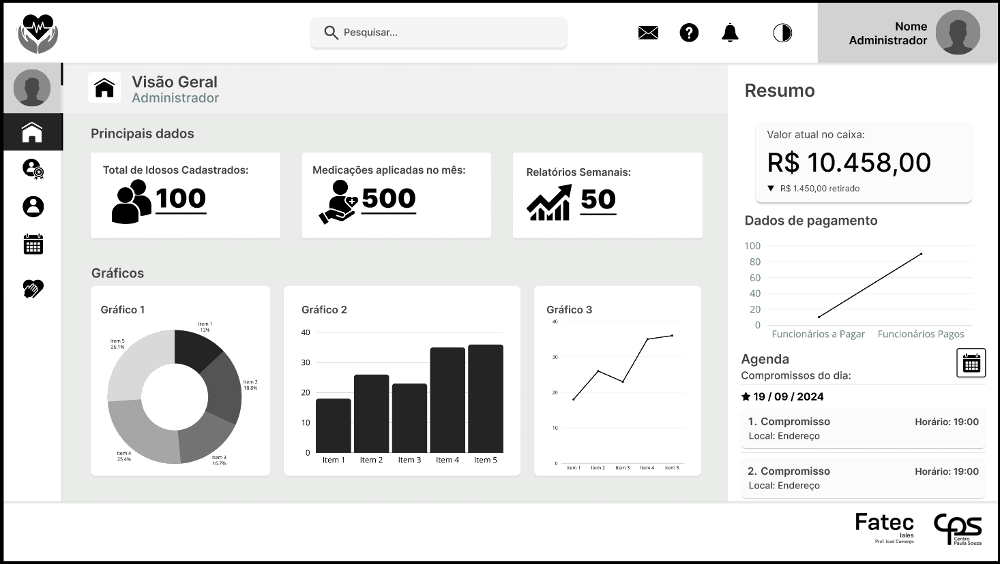 Pesquisar...
Nome
Administrador
Visão Geral
Administrador
Principais dados
Total de Idosos Cadastrados:
100
Medicações aplicadas no mês:
500
Relatórios Semanais:
50
Gráficos
Gráfico 1
Item 1
13%
Item 2
18.8%
Item 3
16.7%
Item 4
25.4%
Item 5
26.1%
Gráfico 2
40
30
20
10
0
Item 1 Item 2 Item 3 Item 4 Item 5
Gráfico 3
40
30
20
10
0
Item 1 Item 2 Item 3 Item 4 Item 5
Resumo
Valor atual no caixa:
R$ 10.458,00
▼ R$ 1.450,00 retirado
Dados de pagamento
100
80
60
40
20
0
Funcionários a Pagar Funcionários Pagos
Agenda
Compromissos do dia:
★ 19 / 09 / 2024
1. Compromisso Horário: 19:00
Local: Endereço
2. Compromisso Horário: 19:00
Local: Endereço
Fatec
Jales
Prof. José Camargo
CPS
Centro
Paula Souza